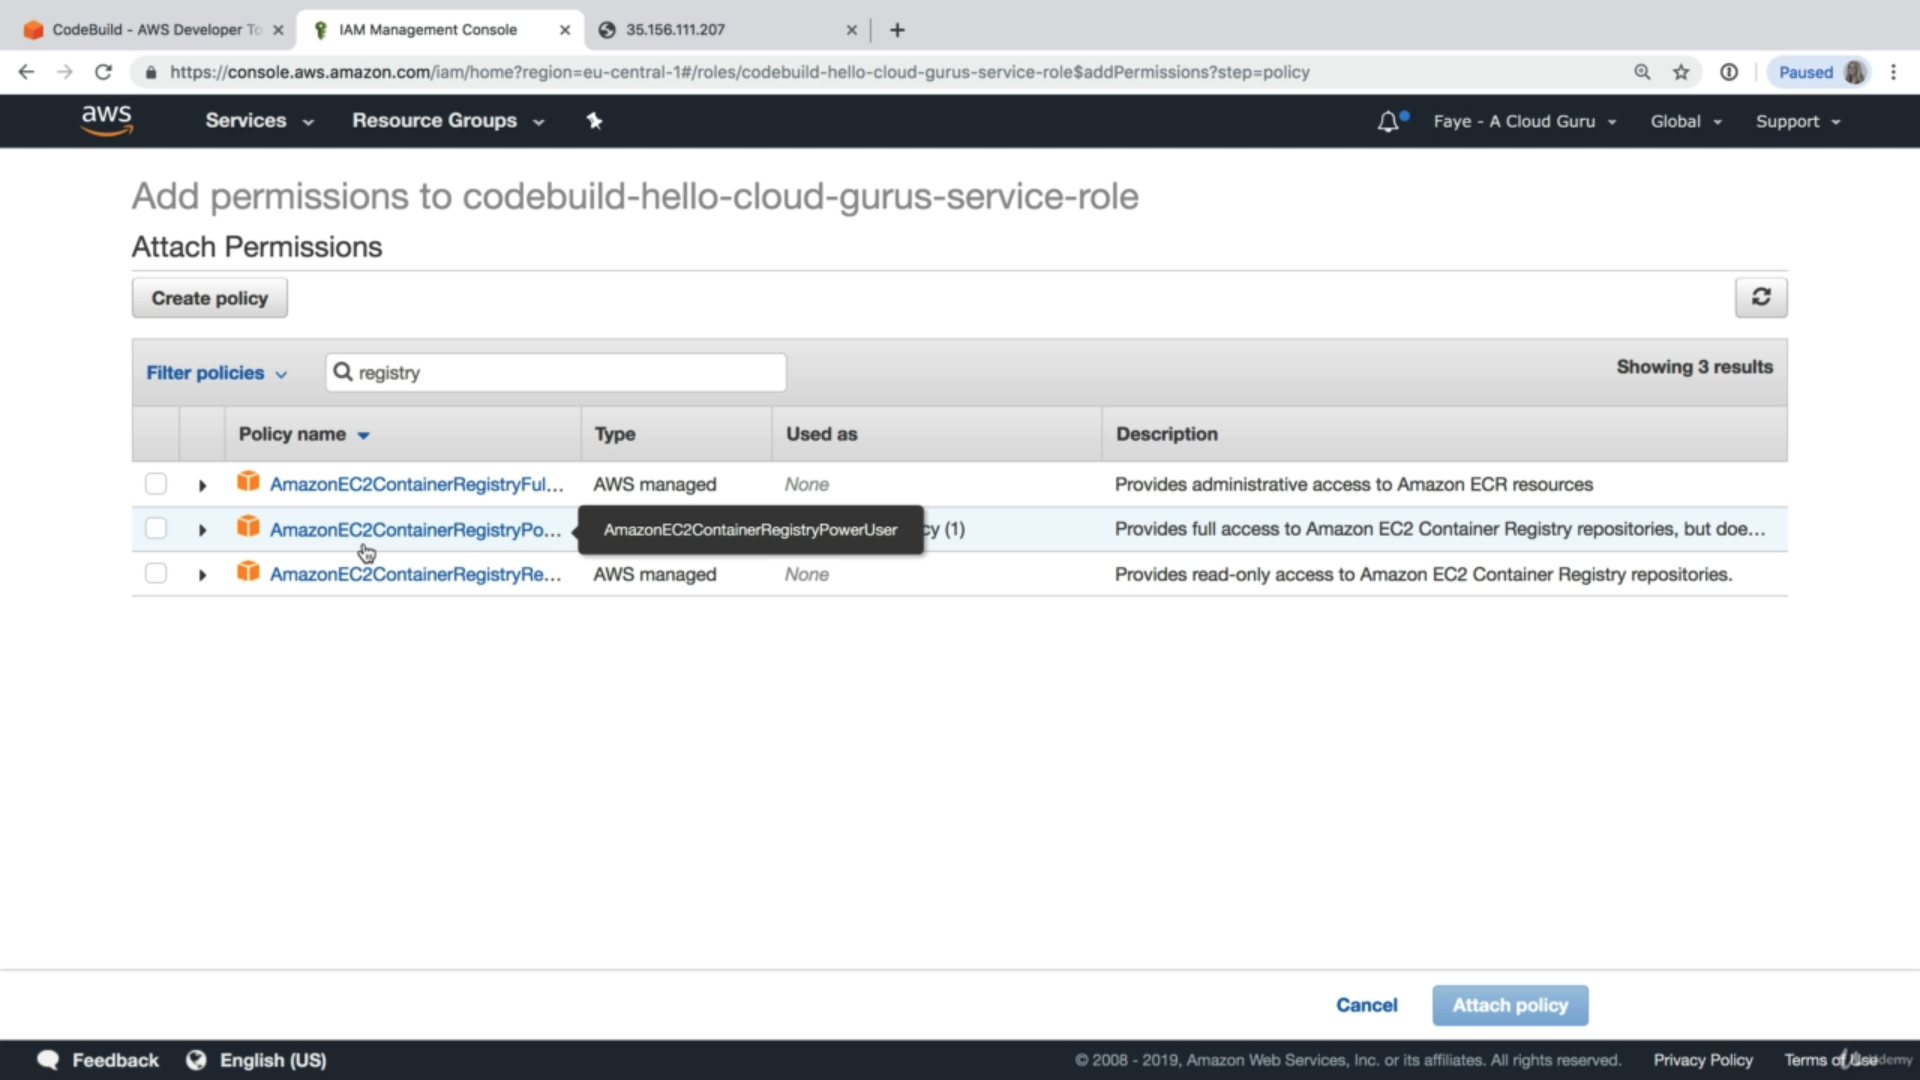 CodeBuild - AWS Developer To
IAM Management Console
35.156.111.207
https://console.aws.amazon.com/iam/home?region=eu-central-1#/roles/codebuild-hello-cloud-gurus-service-role$addPermissions?step=policy
Paused
aws
Services
Resource Groups
Faye - A Cloud Guru
Global
Support
Add permissions to codebuild-hello-cloud-gurus-service-role
Attach Permissions
Create policy
Filter policies
registry
Showing 3 results
Policy name
Type
Used as
Description
AmazonEC2ContainerRegistryFul... AWS managed None Provides administrative access to Amazon ECR resources
AmazonEC2ContainerRegistryPo... AmazonEC2ContainerRegistryPowerUser cy (1) Provides full access to Amazon EC2 Container Registry repositories, but doe...
AmazonEC2ContainerRegistryRe... AWS managed None Provides read-only access to Amazon EC2 Container Registry repositories.
Cancel
Attach policy
Feedback
English (US)
© 2008 - 2019, Amazon Web Services, Inc. or its affiliates. All rights reserved.
Privacy Policy
Terms of Use